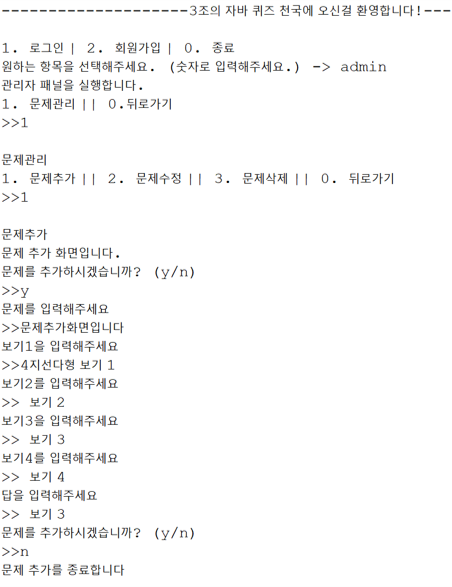 --------------------3조의 자바 퀴즈 천국에 오신걸 환영합니다!---
1. 로그인 | 2. 회원가입 | 0. 종료
원하는 항목을 선택해주세요. (숫자로 입력해주세요.) -> admin
관리자 패널을 실행합니다.
1. 문제관리 || 0.뒤로가기
>>1
문제관리
1. 문제추가 || 2. 문제수정 || 3. 문제삭제 || 0. 뒤로가기
>>1
문제추가
문제 추가 화면입니다.
문제를 추가하시겠습니까? (y/n)
>>y
문제를 입력해주세요
>>문제추가화면입니다
보기1을 입력해주세요
>>4지선다형 보기 1
보기2를 입력해주세요
>> 보기 2
보기3을 입력해주세요
>> 보기 3
보기4를 입력해주세요
>> 보기 4
답을 입력해주세요
>> 보기 3
문제를 추가하시겠습니까? (y/n)
>>n
문제 추가를 종료합니다